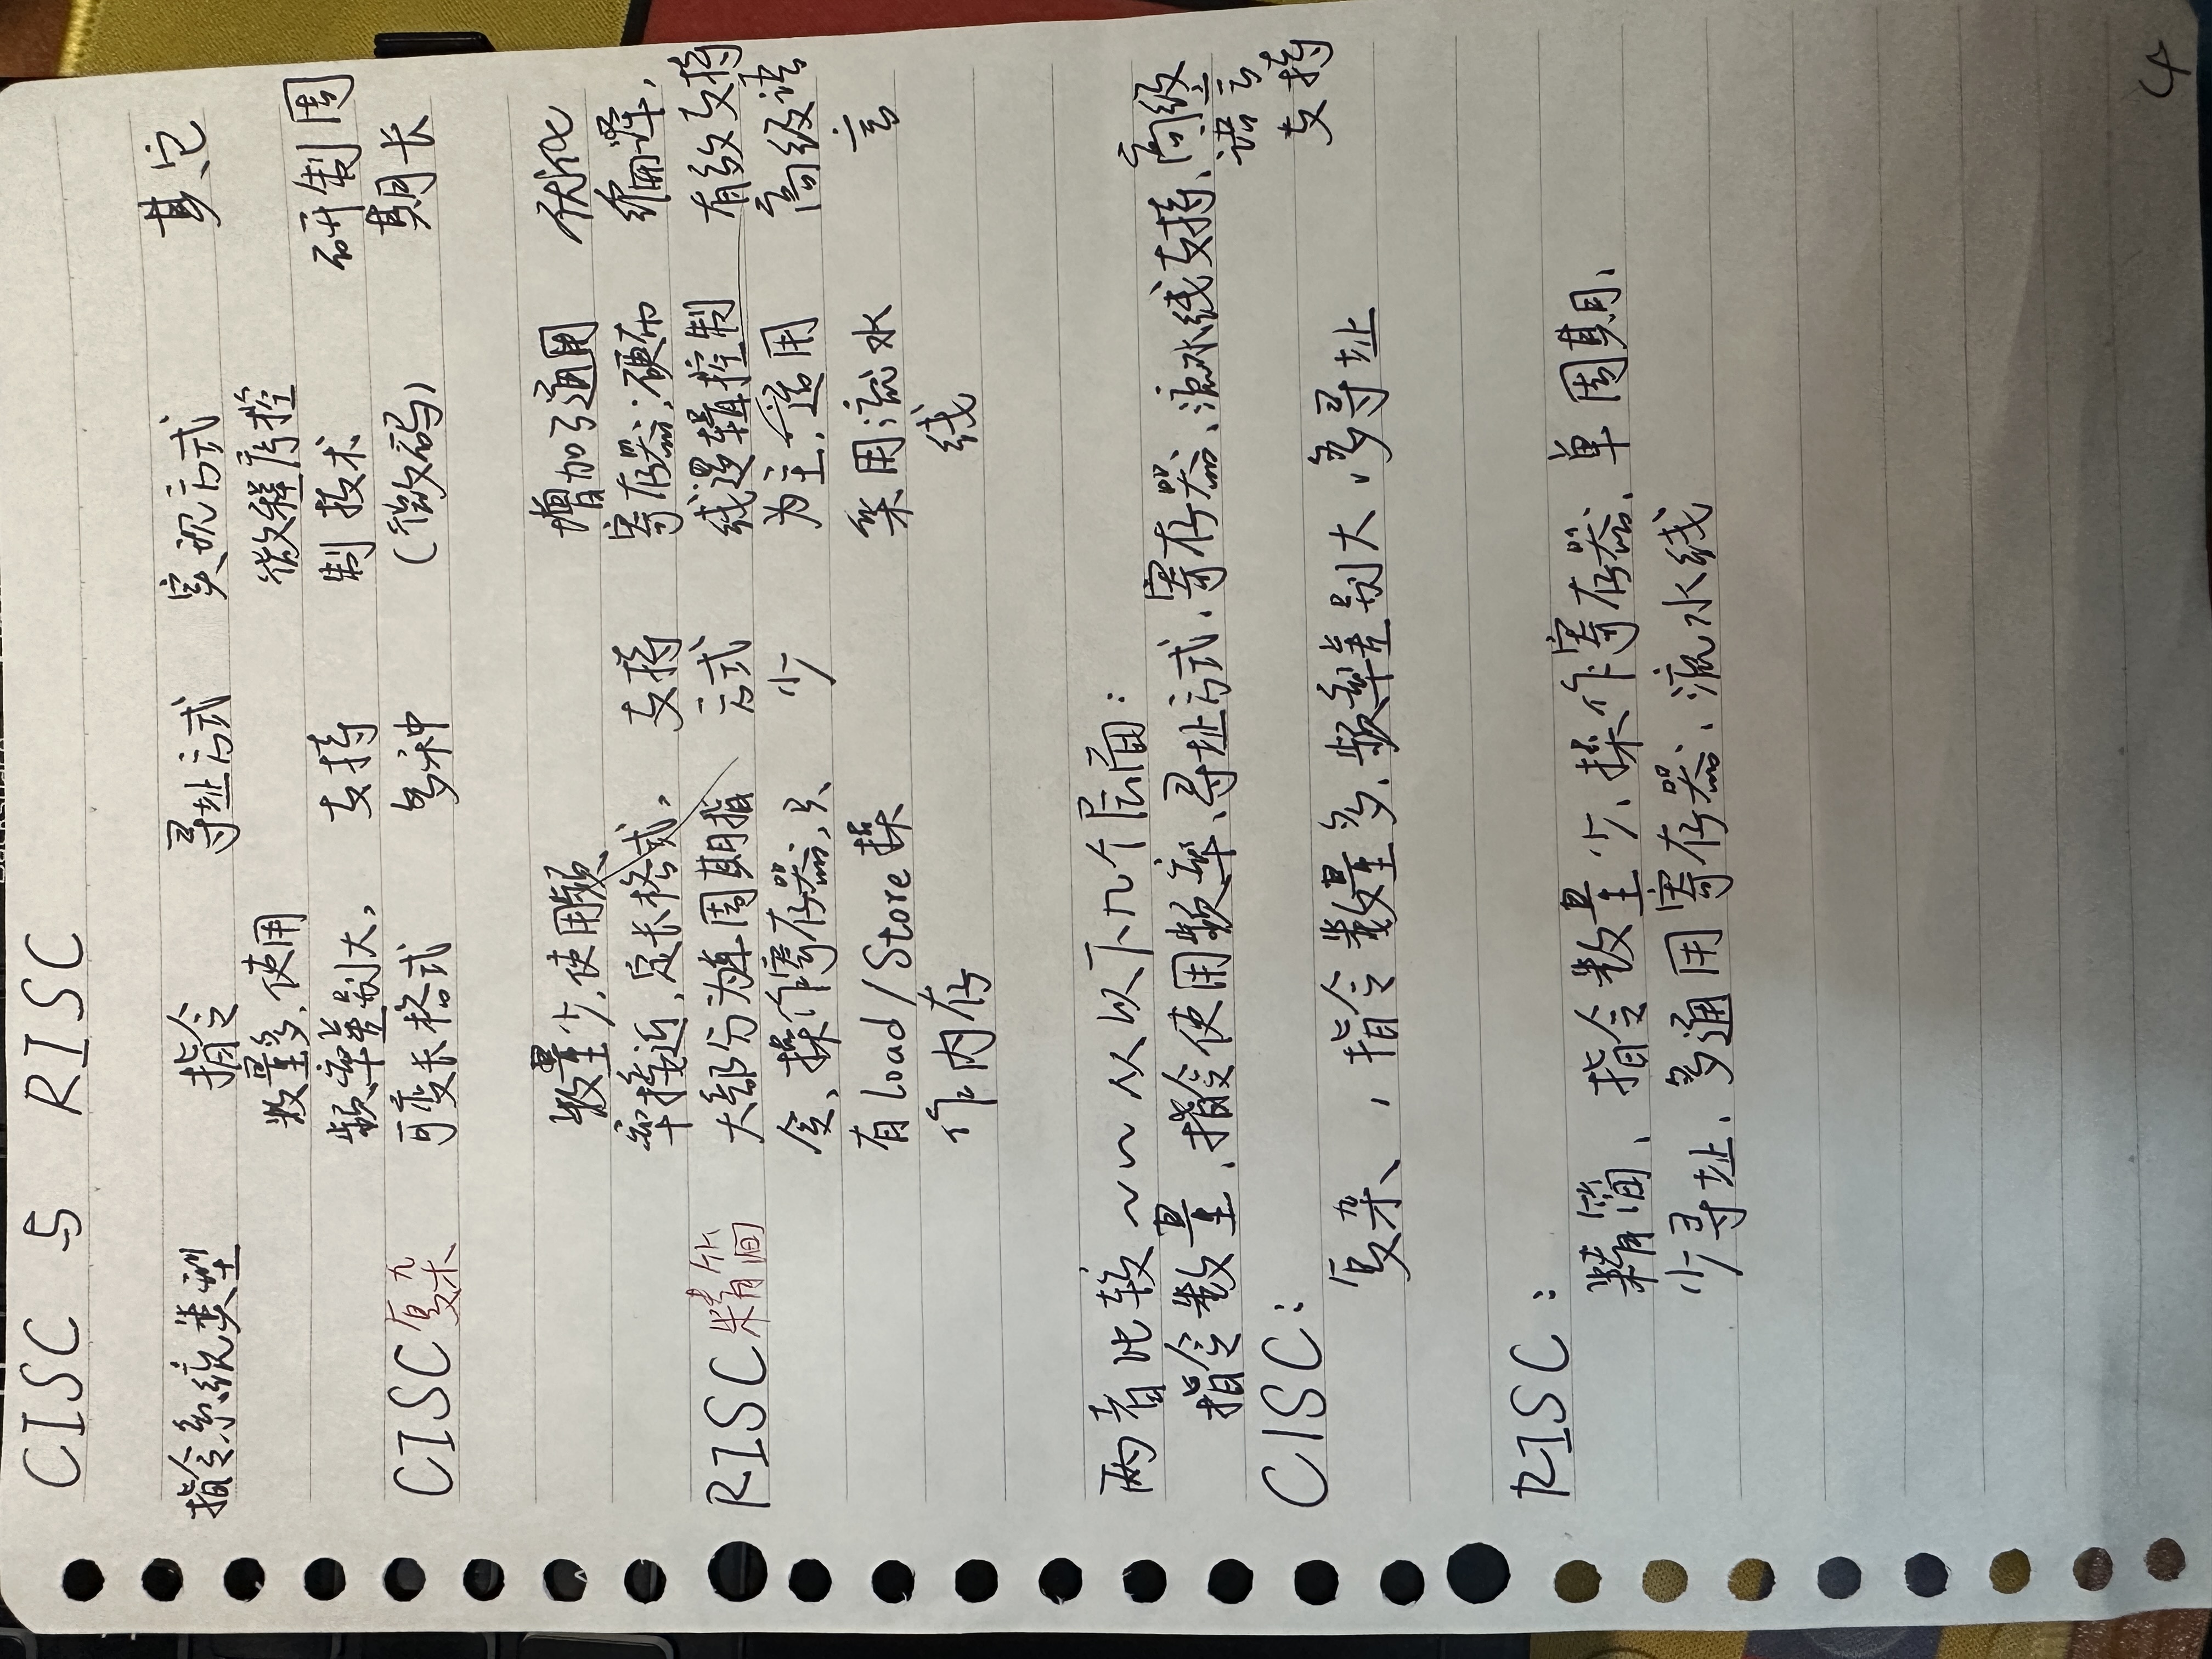 CISC 与 RISC
指令系统类型 指令 寻址方式 实现方式 其它
数量多、使用 微程序控
频率差别大, 支持 制技术 研制周
CISC 复杂 可变长格式 多种 (微码) 期长
数量少,使用频 增加了通用 优化
率接近,定长格式, 支持 寄存器;硬布 编译,
RISC 精简 大部分为单周期指 方式 线逻辑控制 有效支持
令,操作寄存器,只 少 为主,适用 高级语
有 load/Store 操 采用流水 言
作内存 线
两者比较~~从以下几个层面:
指令数量、指令使用频率、寻址方式、寄存器、流水线支持、高级
语言
支持
CISC:
复杂,指令数量多、频率差别大、多寻址
RISC:
精简、指令数量少、操作寄存器、单周期、
少寻址、多通用寄存器、流水线
4